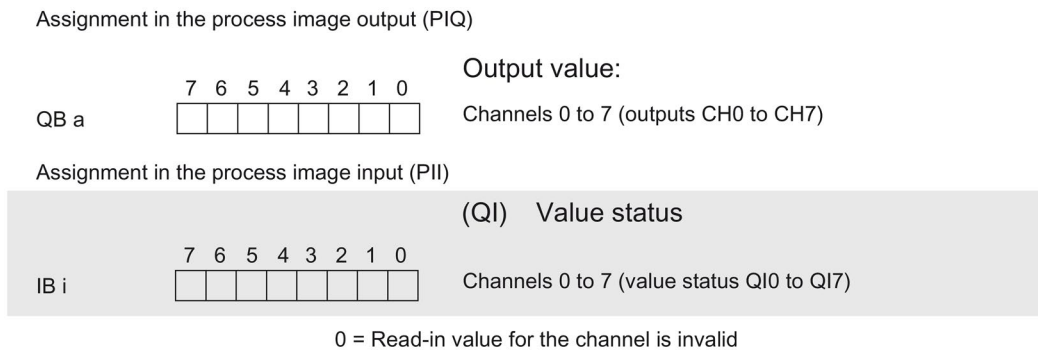 Assignment in the process image output (PIQ)
Output value:
7 6 5 4 3 2 1 0
QB a
Channels 0 to 7 (outputs CH0 to CH7)
Assignment in the process image input (PII)
(QI) Value status
7 6 5 4 3 2 1 0
IB i
Channels 0 to 7 (value status QI0 to QI7)
0 = Read-in value for the channel is invalid